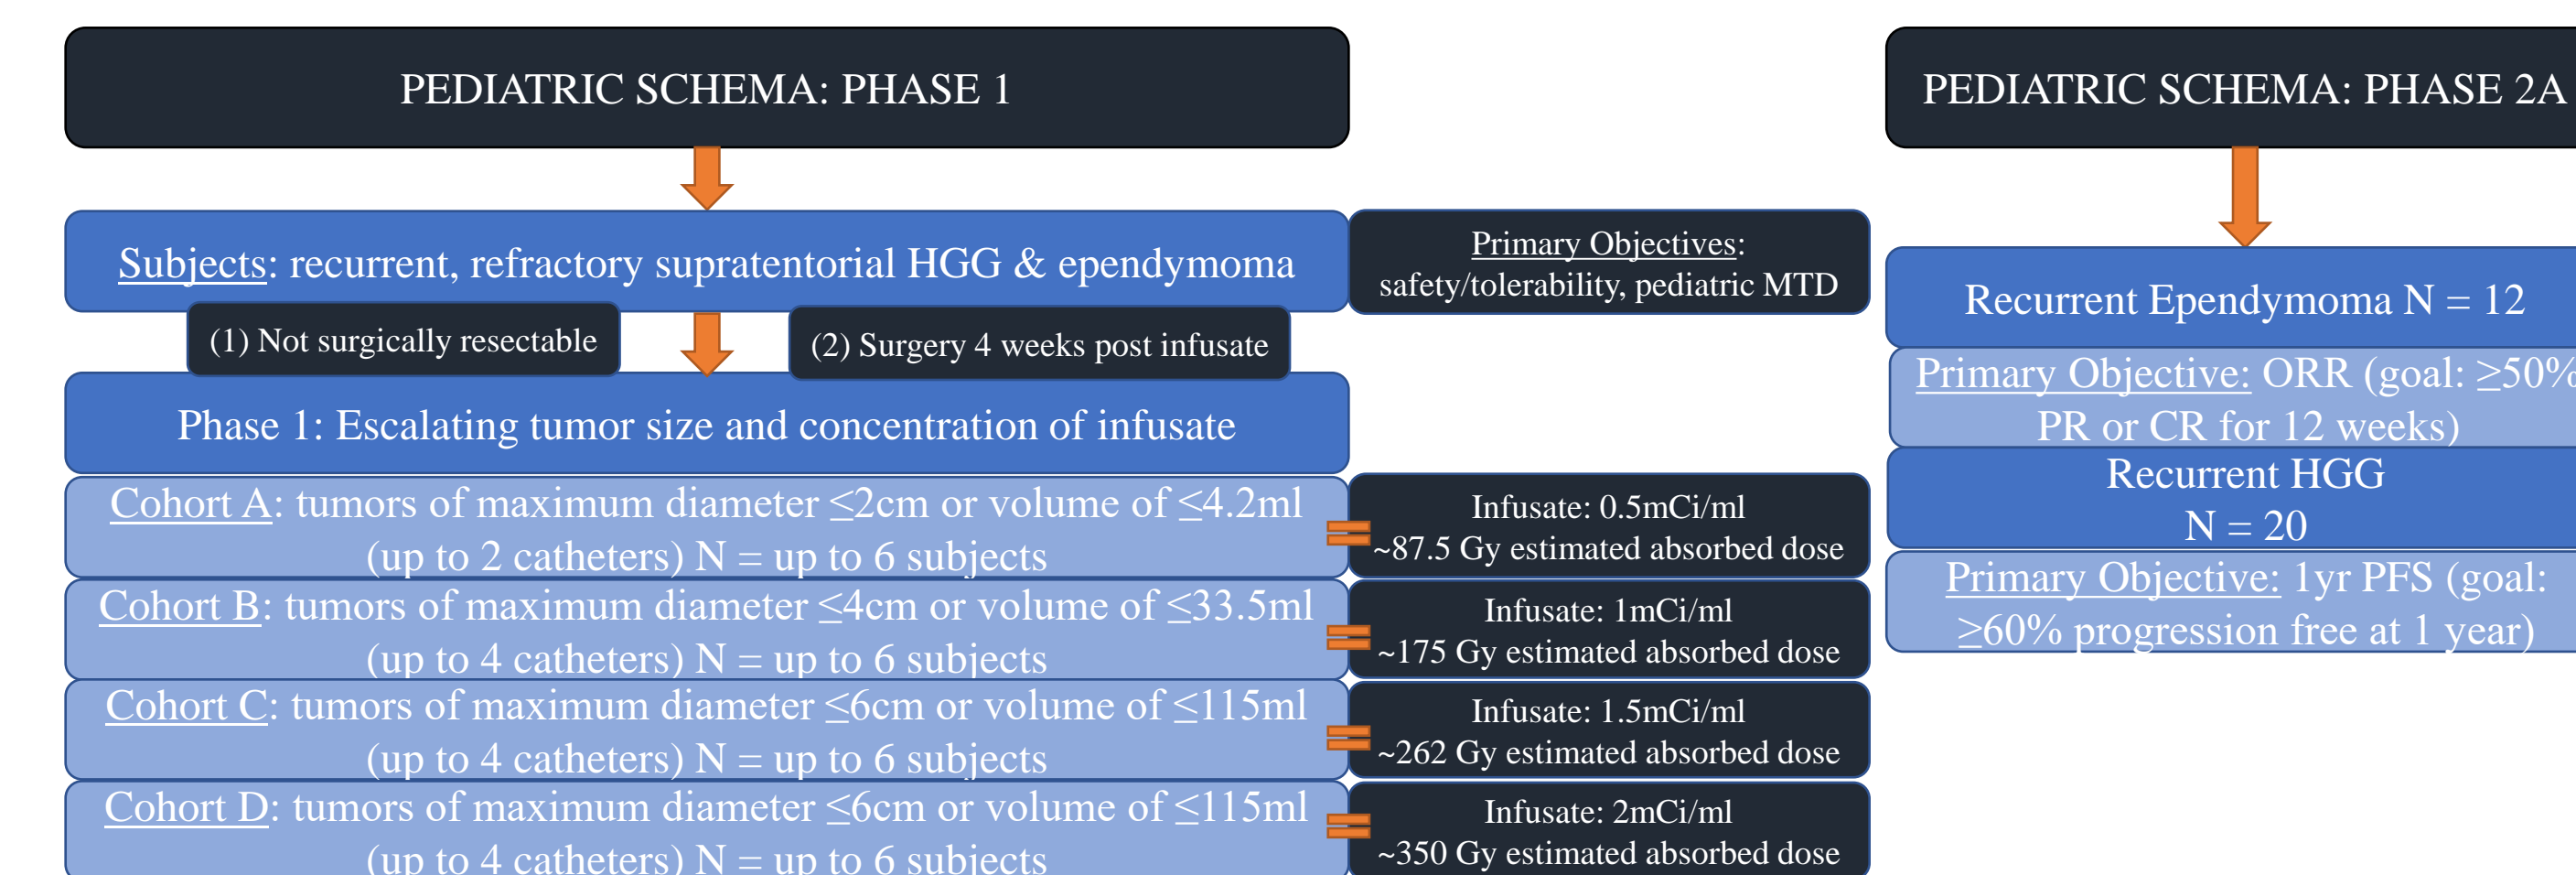 PEDIATRIC SCHEMA: PHASE 1
Subjects: recurrent, refractory supratentorial HGG & ependymoma
Primary Objectives:
safety/tolerability, pediatric MTD
(1) Not surgically resectable
(2) Surgery 4 weeks post infusate
Phase 1: Escalating tumor size and concentration of infusate
Cohort A: tumors of maximum diameter ≤2cm or volume of ≤4.2ml
(up to 2 catheters) N = up to 6 subjects
Infusate: 0.5mCi/ml
~87.5 Gy estimated absorbed dose
Cohort B: tumors of maximum diameter ≤4cm or volume of ≤33.5ml
(up to 4 catheters) N = up to 6 subjects
Infusate: 1mCi/ml
~175 Gy estimated absorbed dose
Cohort C: tumors of maximum diameter ≤6cm or volume of ≤115ml
(up to 4 catheters) N = up to 6 subjects
Infusate: 1.5mCi/ml
~262 Gy estimated absorbed dose
Cohort D: tumors of maximum diameter ≤6cm or volume of ≤115ml
(up to 4 catheters) N = up to 6 subjects
Infusate: 2mCi/ml
~350 Gy estimated absorbed dose
PEDIATRIC SCHEMA: PHASE 2A
Recurrent Ependymoma N = 12
Primary Objective: ORR (goal: ≥50%
PR or CR for 12 weeks)
Recurrent HGG
N = 20
Primary Objective: 1yr PFS (goal:
≥60% progression free at 1 year)